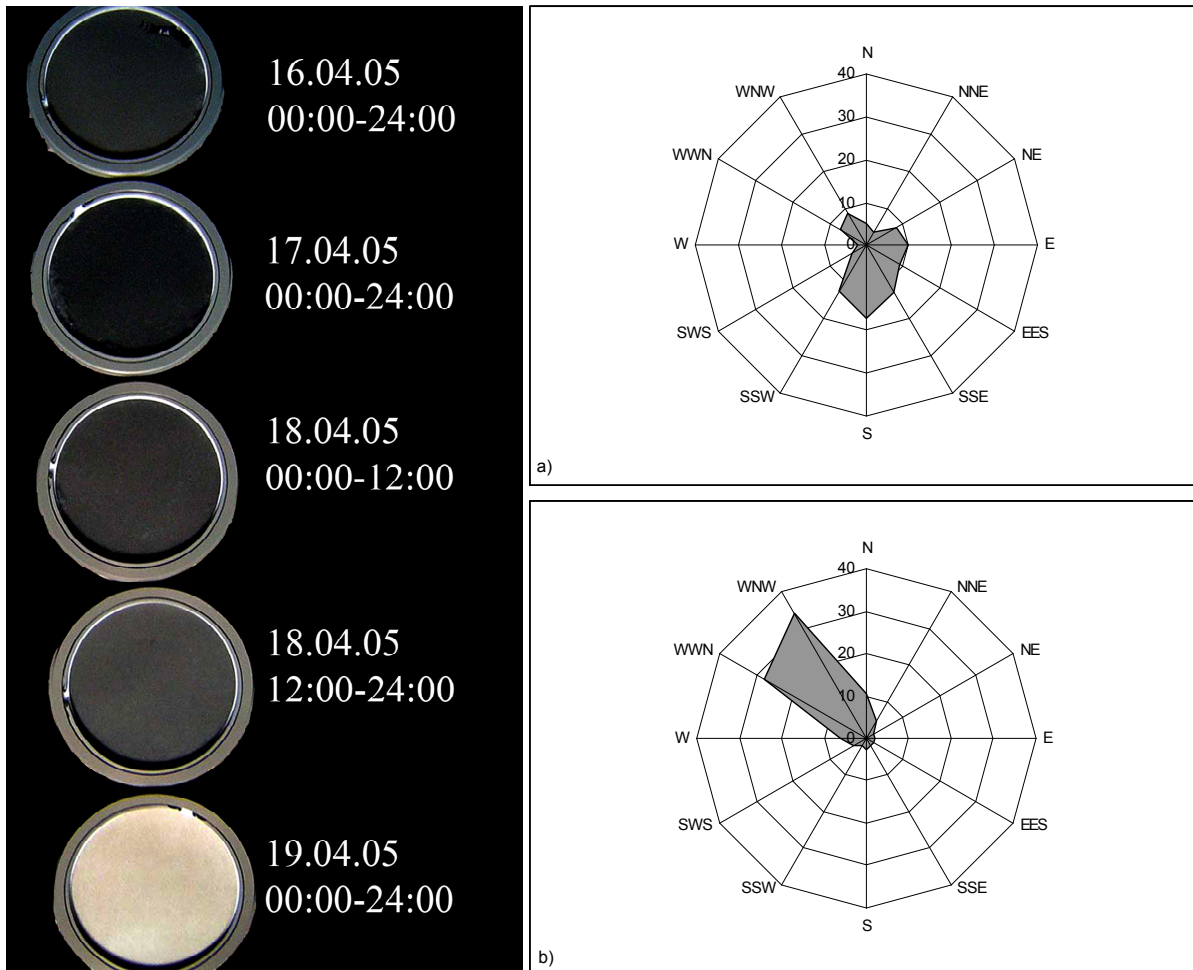 16.04.05
00:00-24:00
17.04.05
00:00-24:00
18.04.05
00:00-12:00
18.04.05
12:00-24:00
19.04.05
00:00-24:00
N
NNE
NE
E
EES
SSE
S
SSW
SWS
W
WWN
WNW
40
30
20
10
0
a)
N
NNE
NE
E
EES
SSE
S
SSW
SWS
W
WWN
WNW
40
30
20
10
0
b)